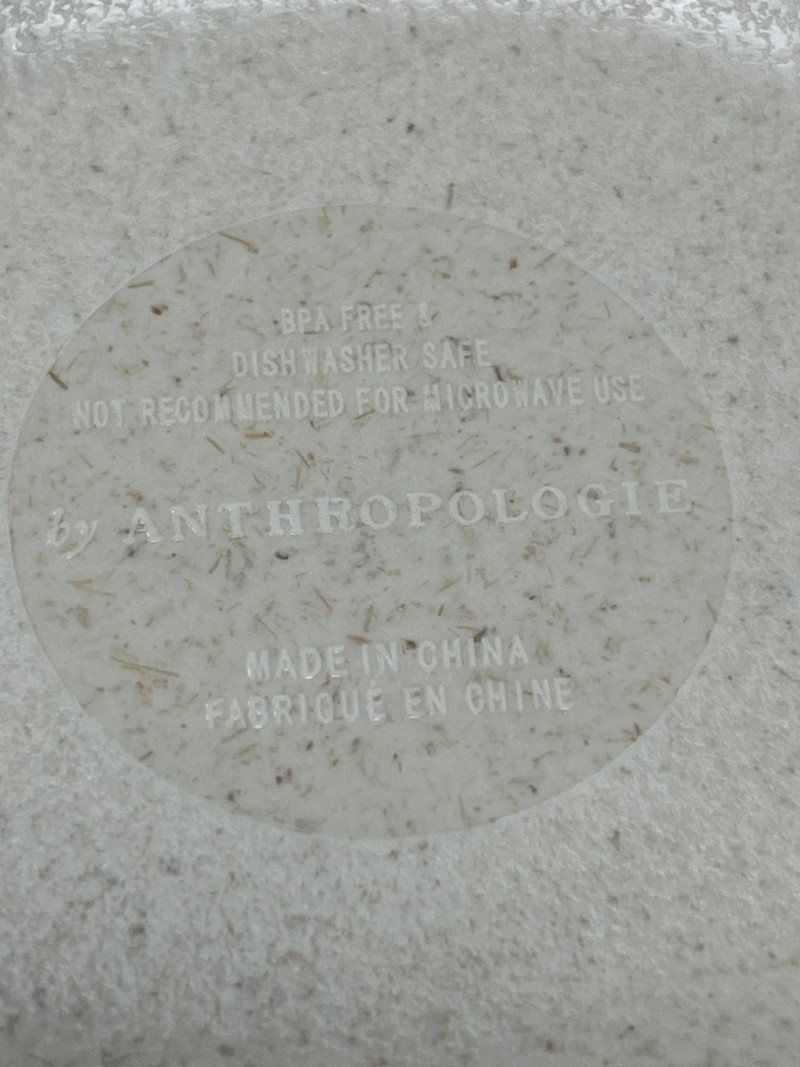 BPA FREE &
DISHWASHER SAFE
NOT RECOMMENDED FOR MICROWAVE USE
by ANTHROPOLOGIE
MADE IN CHINA
FABRIQUÉ EN CHINE